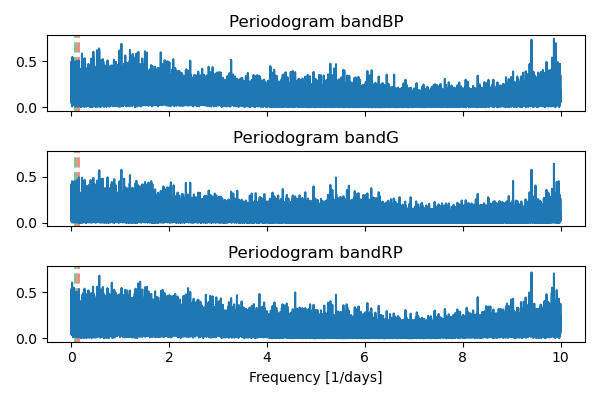 Periodogram bandBP
0.5
0.0
Periodogram bandG
0.5
0.0
Periodogram bandRP
0.5
0.0
0 2 4 6 8 10
Frequency [1/days]